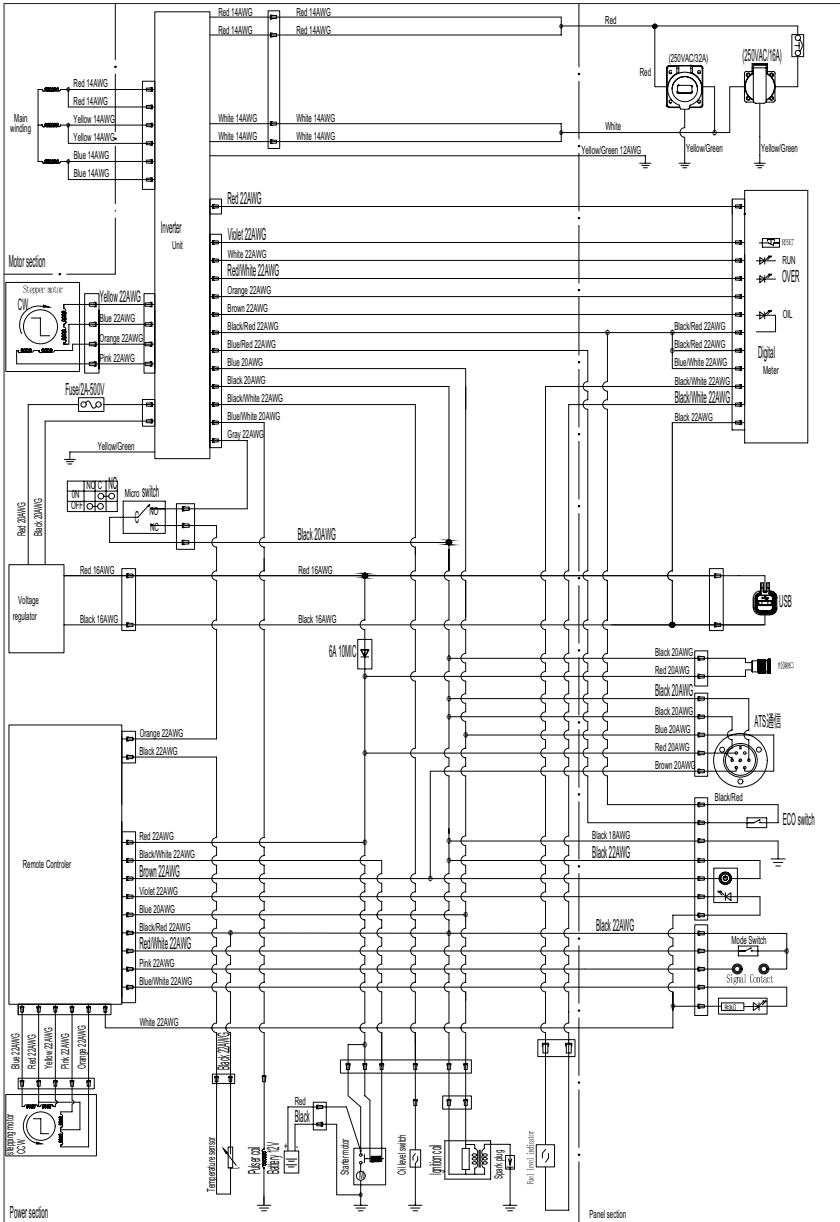 Red 14AWG
Red 14AWG
Red 14AWG
Red 14AWG
Red
(250VAC/32A)
(250VAC/16A)
Red
Main
winding
Red 14AWG
Red 14AWG
Yellow 14AWG
Yellow 14AWG
Blue 14AWG
Blue 14AWG
White 14AWG
White 14AWG
White 14AWG
White 14AWG
White
Yellow/Green 12AWG
Yellow/Green
Yellow/Green
Inverter
Unit
Motor section
Red 22AWG
Violet 22AWG
White 22AWG
Red/White 22AWG
Orange 22AWG
Brown 22AWG
Black/Red 22AWG
Blue/Red 22AWG
Blue 20AWG
Black 20AWG
Black/White 22AWG
Blue/White 20AWG
Gray 22AWG
RESET
RUN
OVER
OIL
Digital
Meter
Black/Red 22AWG
Black/Red 22AWG
Blue/White 22AWG
Black/White 22AWG
Black/White 22AWG
Black 22AWG
Stepper motor
CW
Yellow 22AWG
Blue 22AWG
Orange 22AWG
Pink 22AWG
Fuse/2A-500V
Yellow/Green
Red 20AWG
Black 20AWG
NO C NC
ON
OFF
Micro switch
C
NO
NC
Black 20AWG
Voltage
regulator
Red 16AWG
Red 16AWG
Black 16AWG
Black 16AWG
USB
6A 10MIC
Black 20AWG
Red 20AWG
Black 20AWG
Black 20AWG
Blue 20AWG
Red 20AWG
Brown 20AWG
ATS通信
Black/Red
ECO switch
Black 18AWG
Black 22AWG
Remote Controler
Orange 22AWG
Black 22AWG
Red 22AWG
Black/White 22AWG
Brown 22AWG
Violet 22AWG
Blue 20AWG
Black/Red 22AWG
Red/White 22AWG
Pink 22AWG
Blue/White 22AWG
White 22AWG
Black 22AWG
Mode Switch
Signal Contact
Blue 22AWG
Red 22AWG
Yellow 22AWG
Pink 22AWG
Orange 22AWG
stepping motor
CCW
Black 22AWG
Temperature sensor
Pulser coil
Battery 12V
Red
Black
Starter motor
M
Oil level switch
Ignition coil
Spark plug
Fuel level indicator
Power section
Panel section